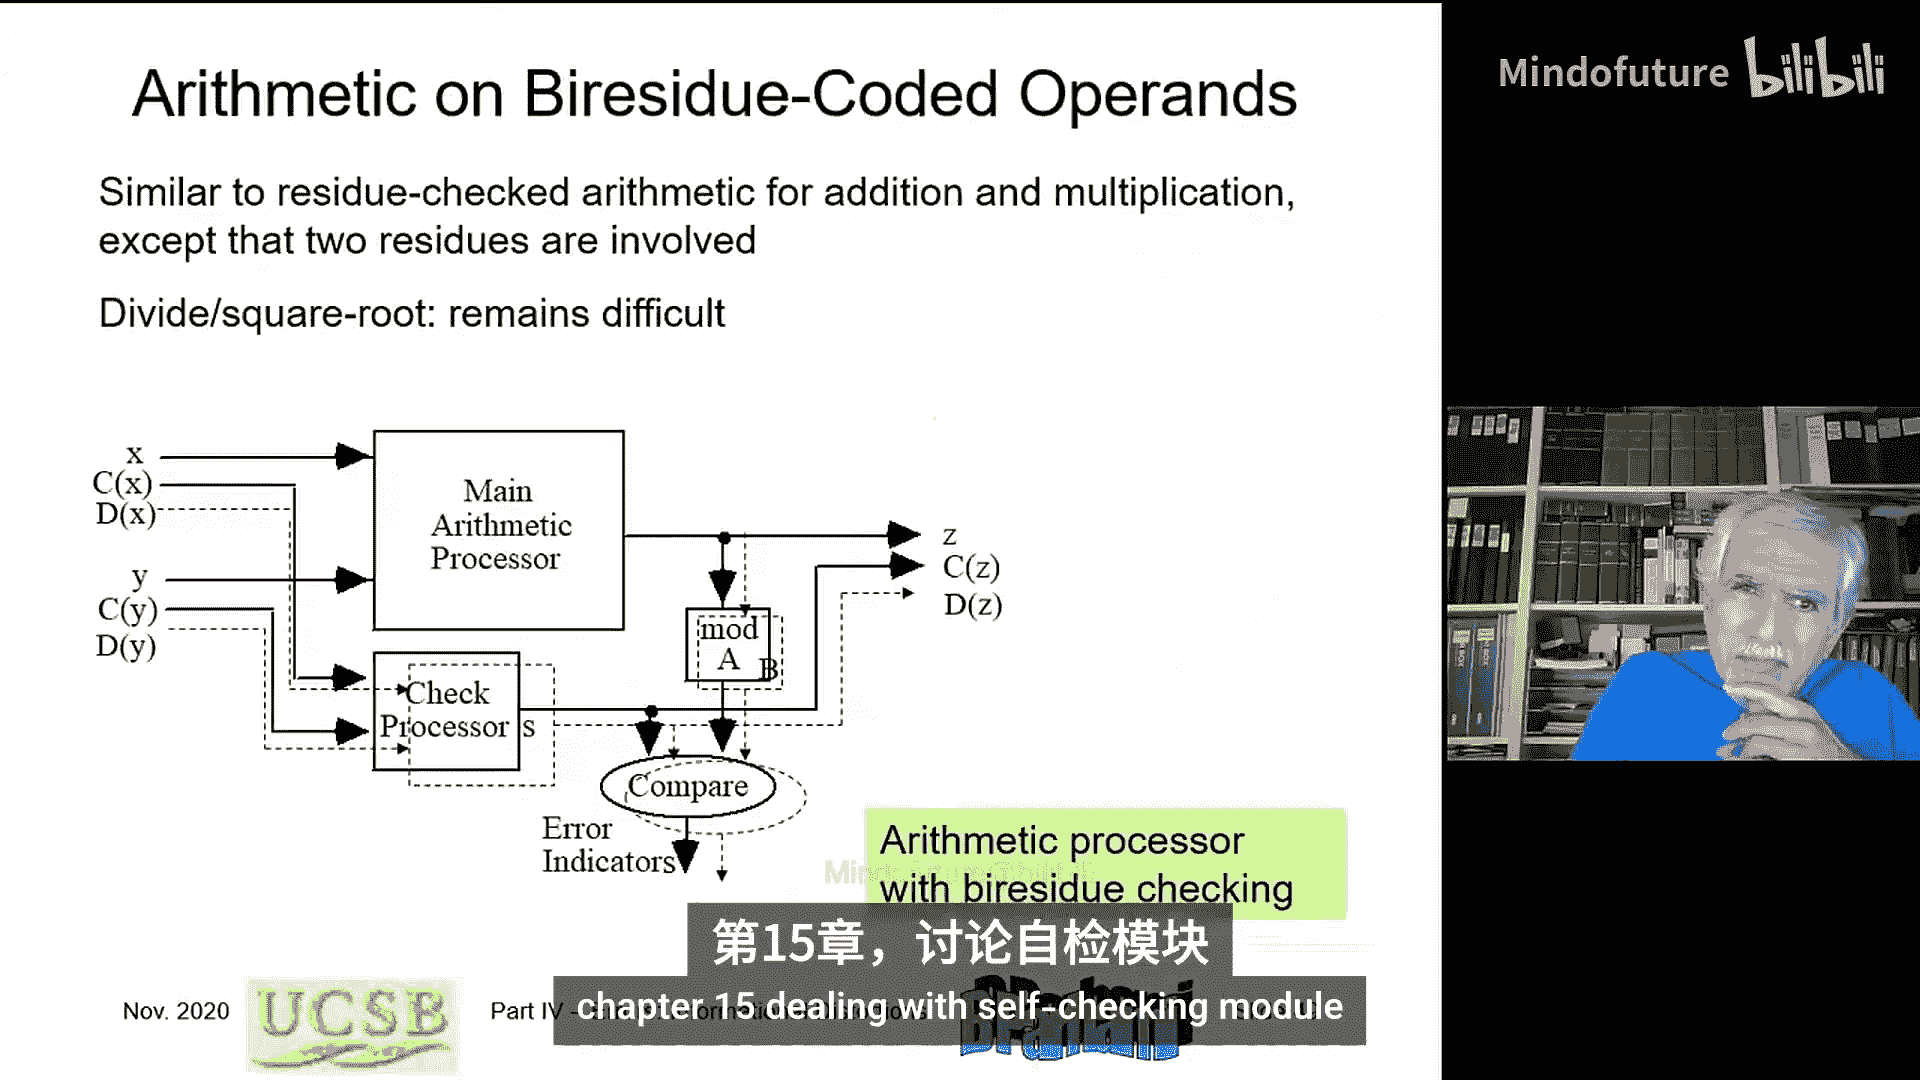 Arithmetic on Biresidue-Coded Operands
Mindofuture bilibili
Similar to residue-checked arithmetic for addition and multiplication,
except that two residues are involved
Divide/square-root: remains difficult
x
C(x)
D(x)
y
C(y)
D(y)
Main
Arithmetic
Processor
Check
Processor s
mod
A B
z
C(z)
D(z)
Compare
Error
Indicators
Arithmetic processor
with biresidue checking
第15章，讨论自检模块
chapter 15 dealing with self-checking module
Nov. 2020
UCSB
Part IV –
B. Parhami